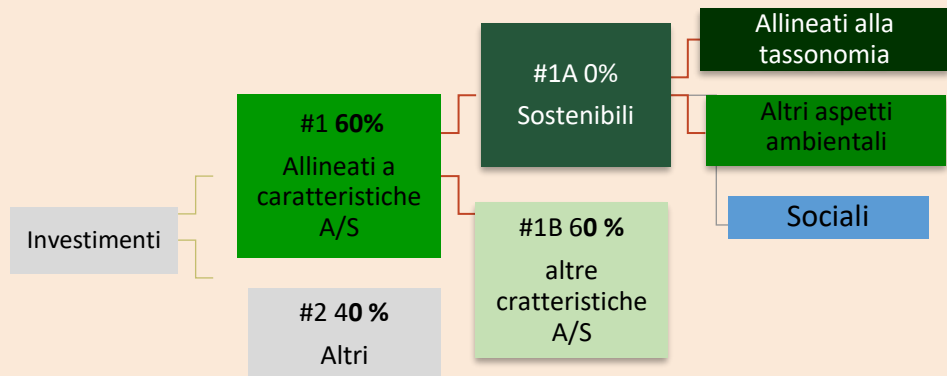 Investimenti
#1 60%
Allineati a
caratteristiche
A/S
#2 40 %
Altri
#1A 0%
Sostenibili
#1B 60 %
altre
cratteristiche
A/S
Allineati alla
tassonomia
Altri aspetti
ambientali
Sociali